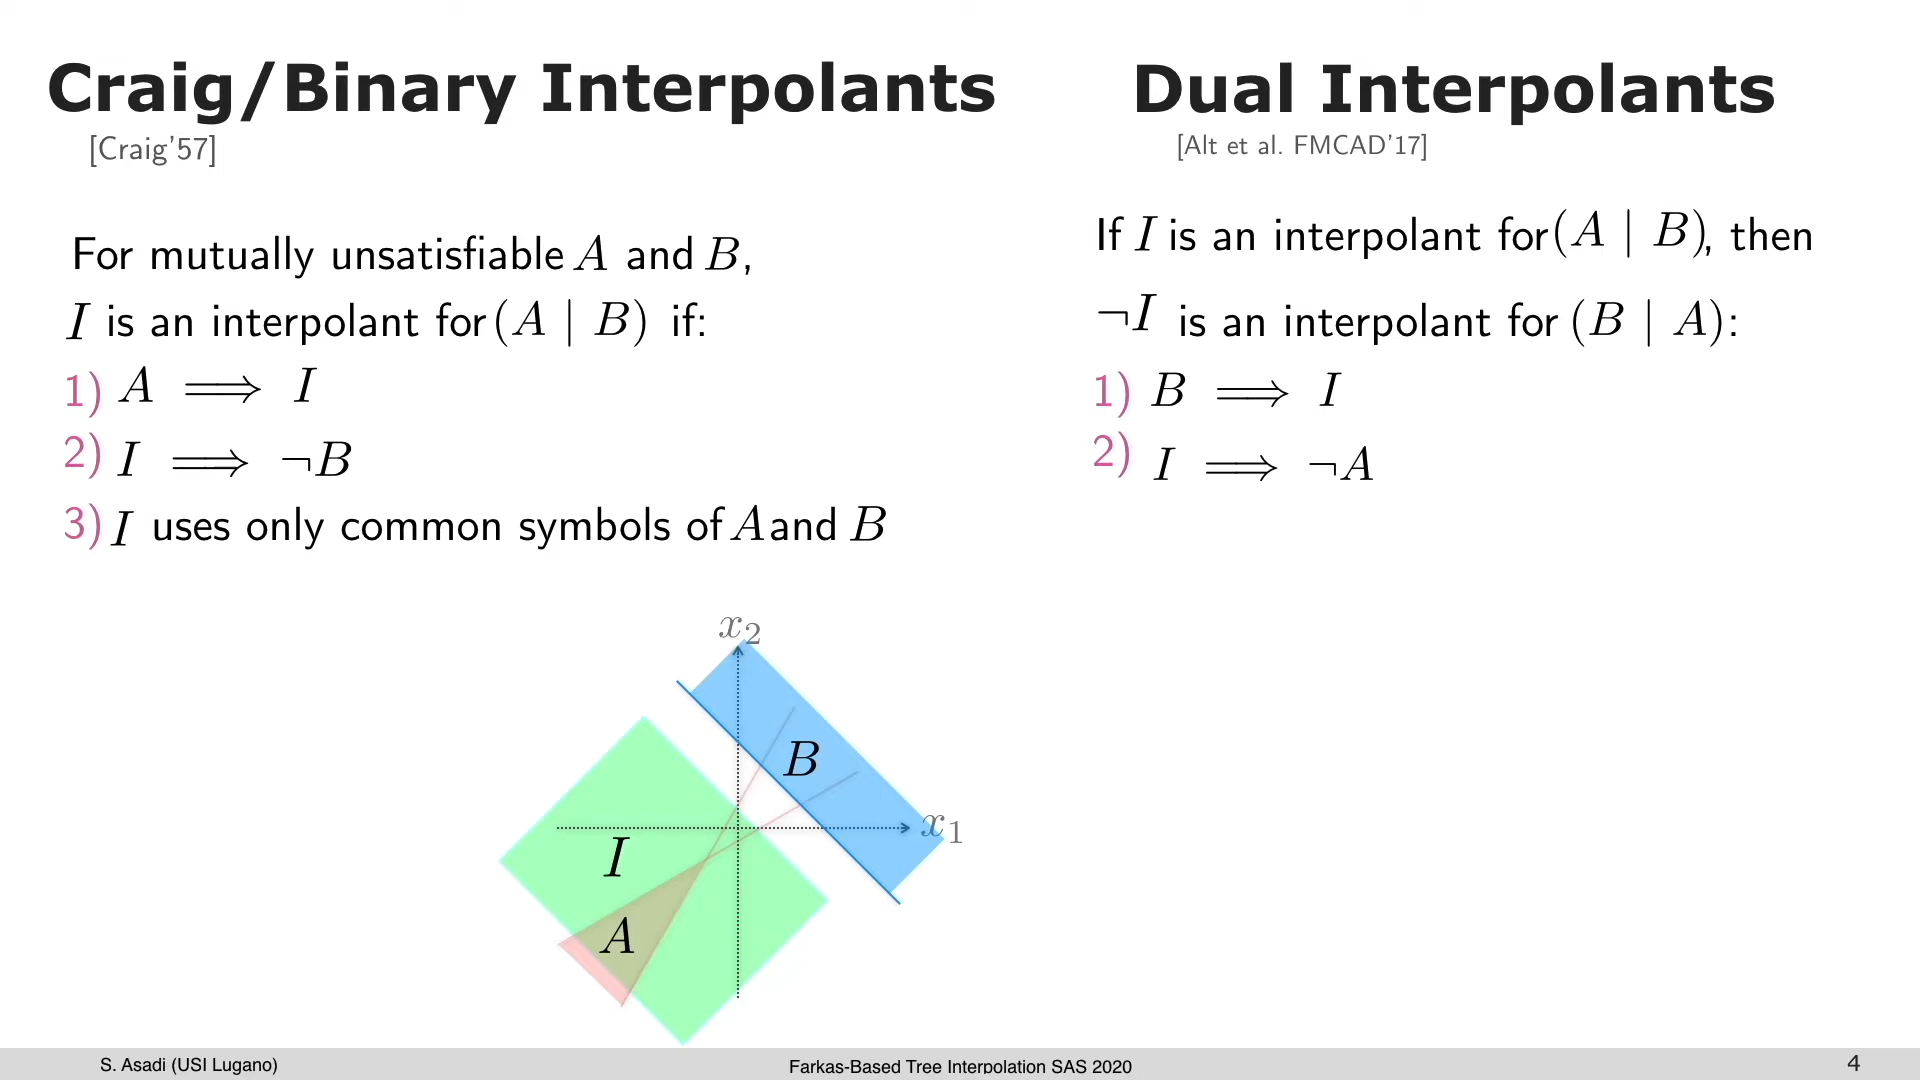 Craig/Binary Interpolants
[Craig'57]
For mutually unsatisfiable A and B,
I is an interpolant for (A | B) if:
1) A ⟹ I
2) I ⟹ ¬B
3) I uses only common symbols of A and B
Dual Interpolants
[Alt et al. FMCAD'17]
If I is an interpolant for (A | B), then
¬I is an interpolant for (B | A):
1) B ⟹ I
2) I ⟹ ¬A
x₂
B
x₁
I
A
S. Asadi (USI Lugano)
Farkas-Based Tree Interpolation SAS 2020
4